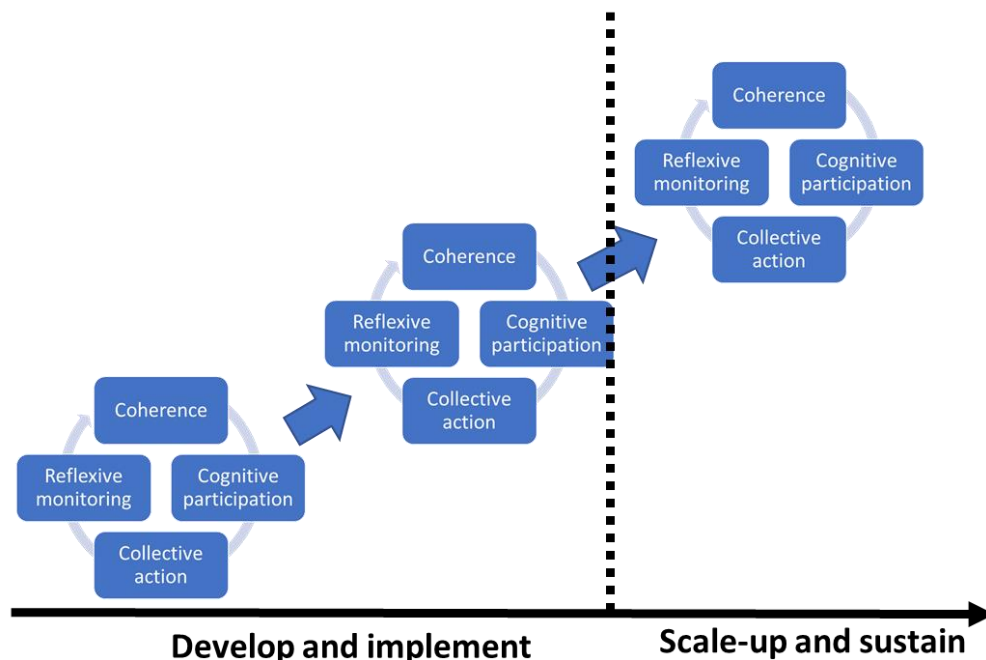 Coherence
Reflexive
monitoring
Cognitive
participation
Collective
action
Coherence
Reflexive
monitoring
Cognitive
participation
Collective
action
Coherence
Reflexive
monitoring
Cognitive
participation
Collective
action
Develop and implement
Scale-up and sustain